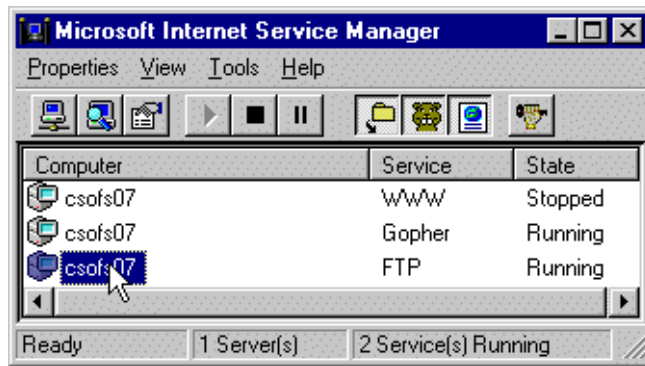 Microsoft Internet Service Manager
Properties View Tools Help
Computer Service State
csofs07 WWW Stopped
csofs07 Gopher Running
csofs07 FTP Running
Ready 1 Server(s) 2 Service(s) Running